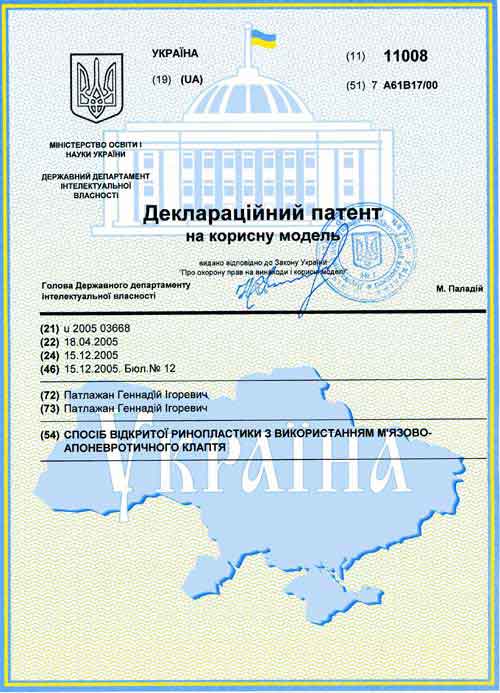 УКРАЇНА
(19) (UA)
(11) 11008
(51) 7 A61B17/00
МІНІСТЕРСТВО ОСВІТИ І
НАУКИ УКРАЇНИ
ДЕРЖАВНИЙ ДЕПАРТАМЕНТ
ІНТЕЛЕКТУАЛЬНОЇ
ВЛАСНОСТІ
Деклараційний патент
на корисну модель
видано відповідно до Закону України
"Про охорону прав на винаходи і корисні моделі"
Голова Державного департаменту
інтелектуальної власності
М. Паладій
(21) u 2005 03668
(22) 18.04.2005
(24) 15.12.2005
(46) 15.12.2005. Бюл.№ 12
(72) Патлажан Геннадій Ігоревич
(73) Патлажан Геннадій Ігоревич
(54) СПОСІБ ВІДКРИТОЇ РИНОПЛАСТИКИ З ВИКОРИСТАННЯМ М'ЯЗОВО-
АПОНЕВРОТИЧНОГО КЛАПТЯ
Україна